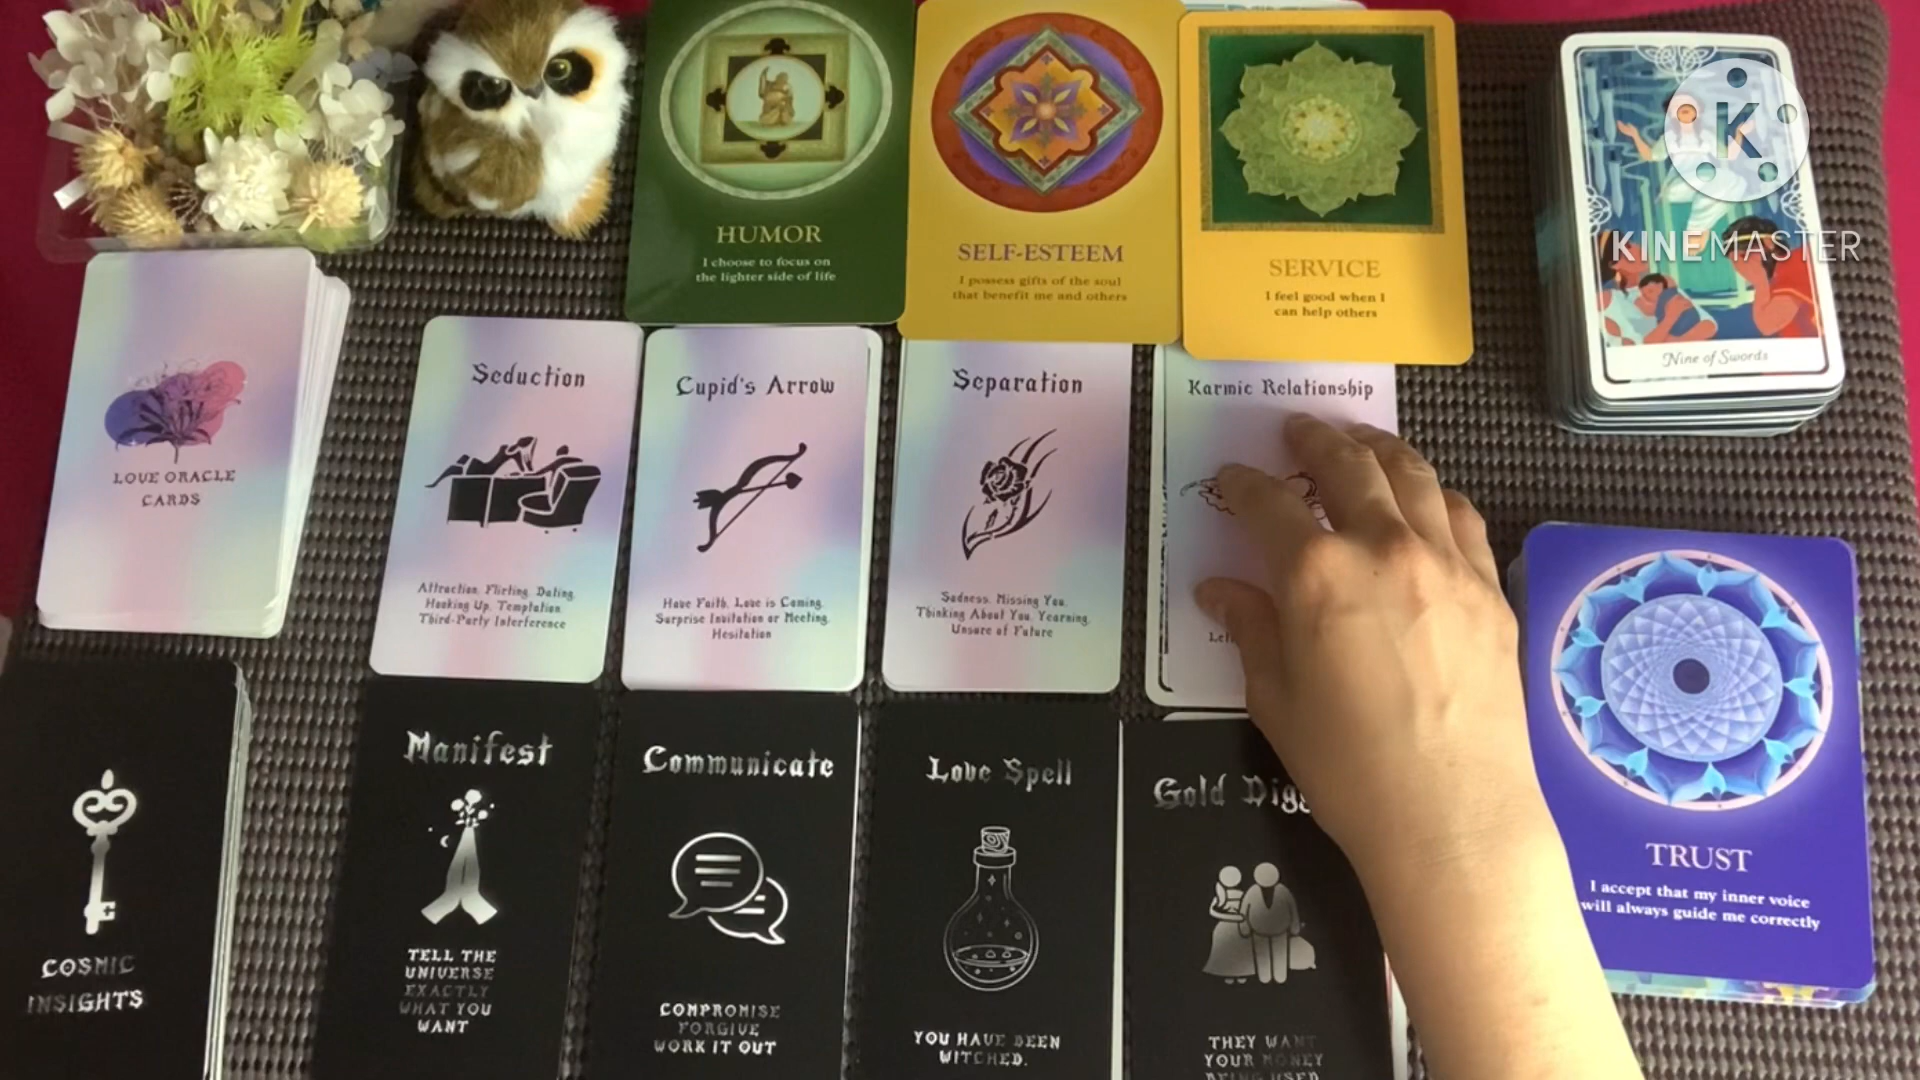 HUMOR
I choose to focus on
the lighter side of life
SELF-ESTEEM
I possess gifts of the soul
that benefit me and others
SERVICE
I feel good when I
can help others
K
KINEMASTER
Nine of Swords
LOVE ORACLE
CARDS
Seduction
Attraction, Flirting, Dating,
Hooking Up, Temptation
Third-Party Interference
Cupid's Arrow
Have Faith, Love is Coming,
Surprise Invitation or Meeting,
Hesitation
Separation
Sadness, Missing You,
Thinking About You, Yearning,
Unsure of Future
Karmic Relationship
TRUST
I accept that my inner voice
will always guide me correctly
COSMIC
INSIGHTS
Manifest
TELL THE
UNIVERSE
EXACTLY
WHAT YOU
WANT
Communicate
COMPROMISE
FORGIVE
WORK IT OUT
Love Spell
YOU HAVE BEEN
WITCHED.
Gold
THEY WANT
YOUR MONEY
BEING USED